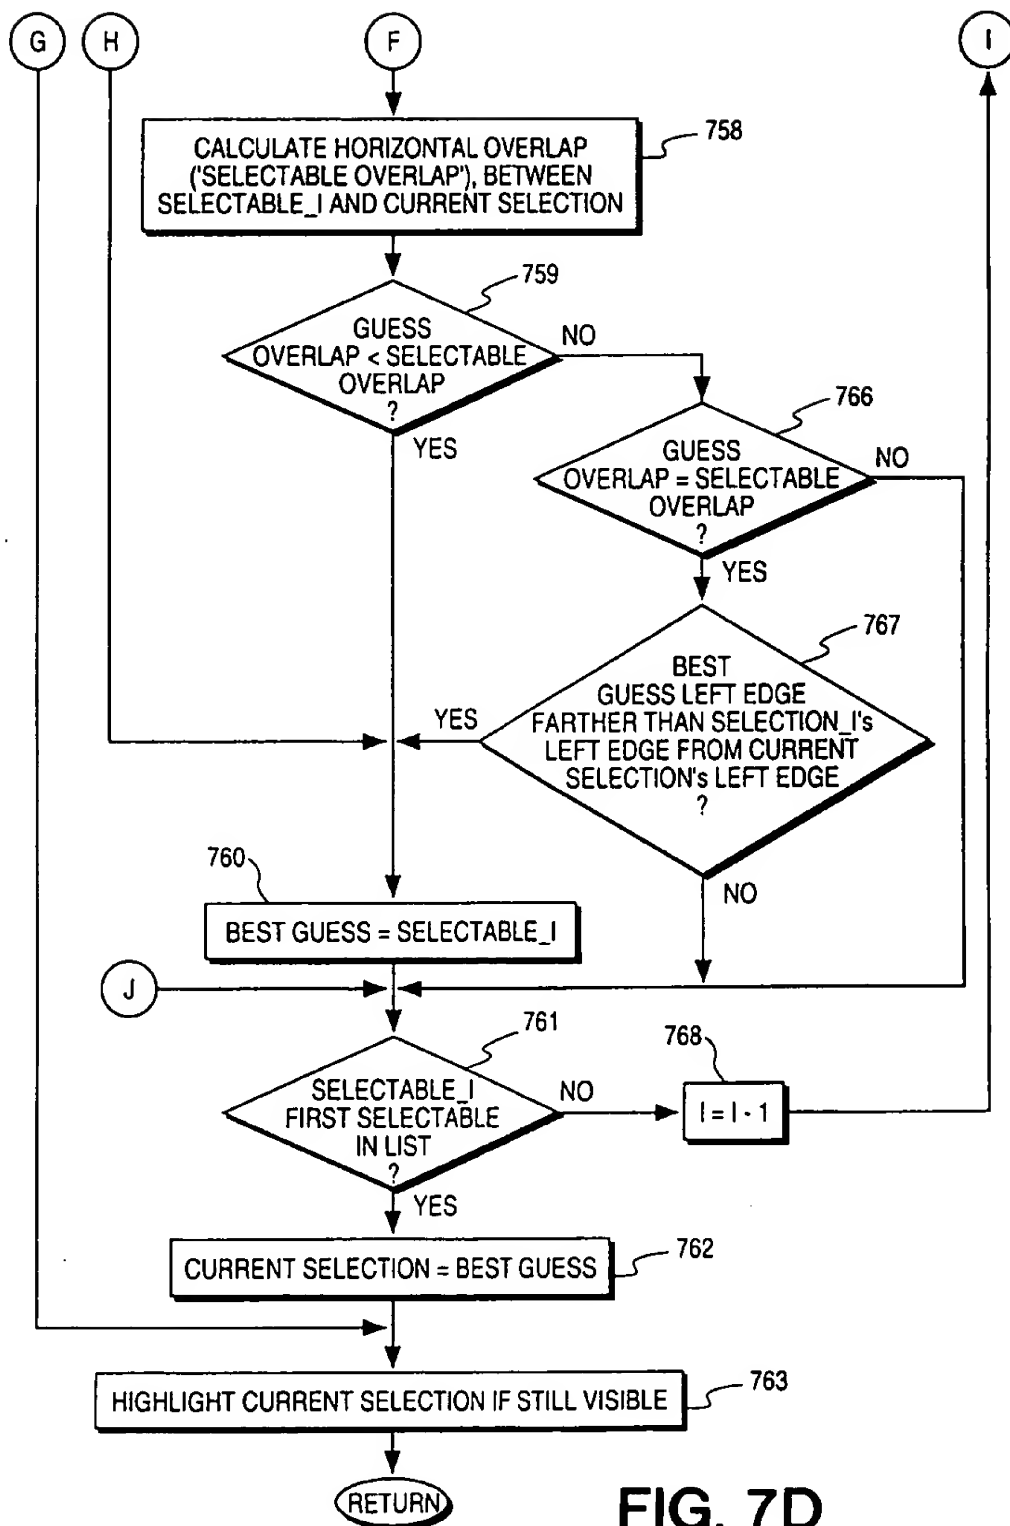 G
H
F
I
758
CALCULATE HORIZONTAL OVERLAP
('SELECTABLE OVERLAP'), BETWEEN
SELECTABLE_I AND CURRENT SELECTION
759
GUESS
OVERLAP < SELECTABLE
OVERLAP
?
NO
YES
766
GUESS
OVERLAP = SELECTABLE
OVERLAP
?
NO
YES
767
BEST
GUESS LEFT EDGE
FARTHER THAN SELECTION_I's
LEFT EDGE FROM CURRENT
SELECTION's LEFT EDGE
?
YES
NO
760
BEST GUESS = SELECTABLE_I
J
761
SELECTABLE_I
FIRST SELECTABLE
IN LIST
?
NO
768
I = I - 1
YES
CURRENT SELECTION = BEST GUESS
762
HIGHLIGHT CURRENT SELECTION IF STILL VISIBLE
763
RETURN
FIG. 7D